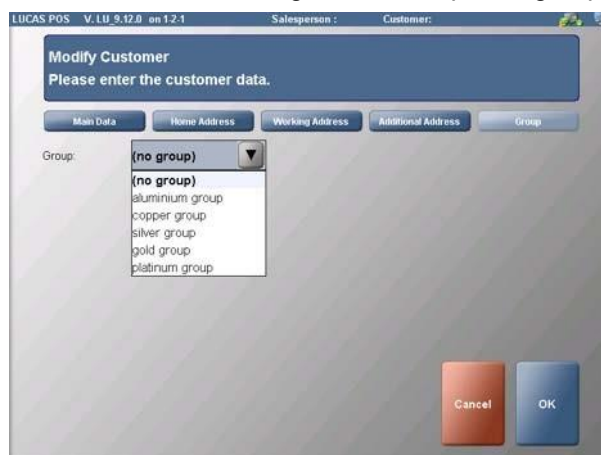 LUCAS POS V. LU_9.12.0 on 1-2-1 Salesperson : Customer:
Modify Customer
Please enter the customer data.
Main Data Home Address Working Address Additional Address Group
Group: (no group)
(no group)
aluminium group
copper group
silver group
gold group
platinum group
Cancel OK